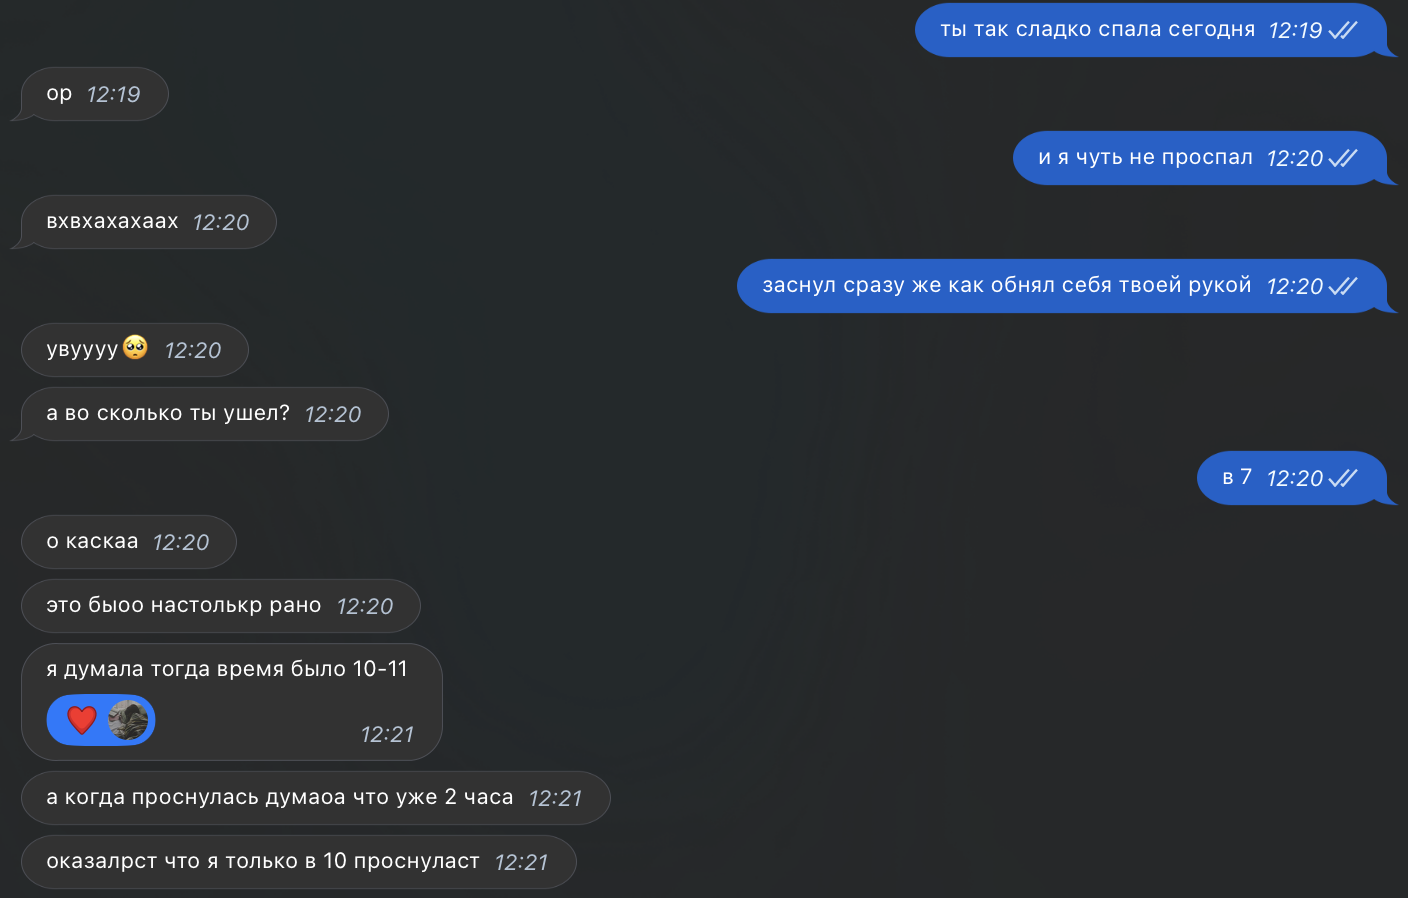 ты так сладко спала сегодня 12:19
ор 12:19
и я чуть не проспал 12:20
вхвхахахаах 12:20
заснул сразу же как обнял себя твоей рукой 12:20
увуууу🥺 12:20
а во сколько ты ушел? 12:20
в 7 12:20
о каскаа 12:20
это быоо настолькр рано 12:20
я думала тогда время было 10-11
❤️ 12:21
а когда проснулась думаоа что уже 2 часа 12:21
оказалрст что я только в 10 проснуласт 12:21